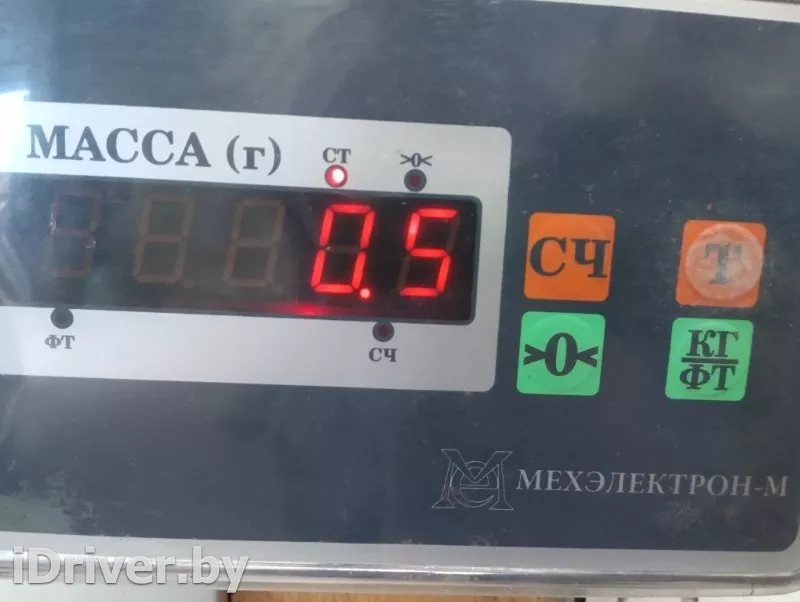 МАССА (г)
СТ
>0<
0.5
ФТ
СЧ
СЧ
Т
>0<
КГ
ФТ
МЕХЭЛЕКТРОН-М
iDriver.by